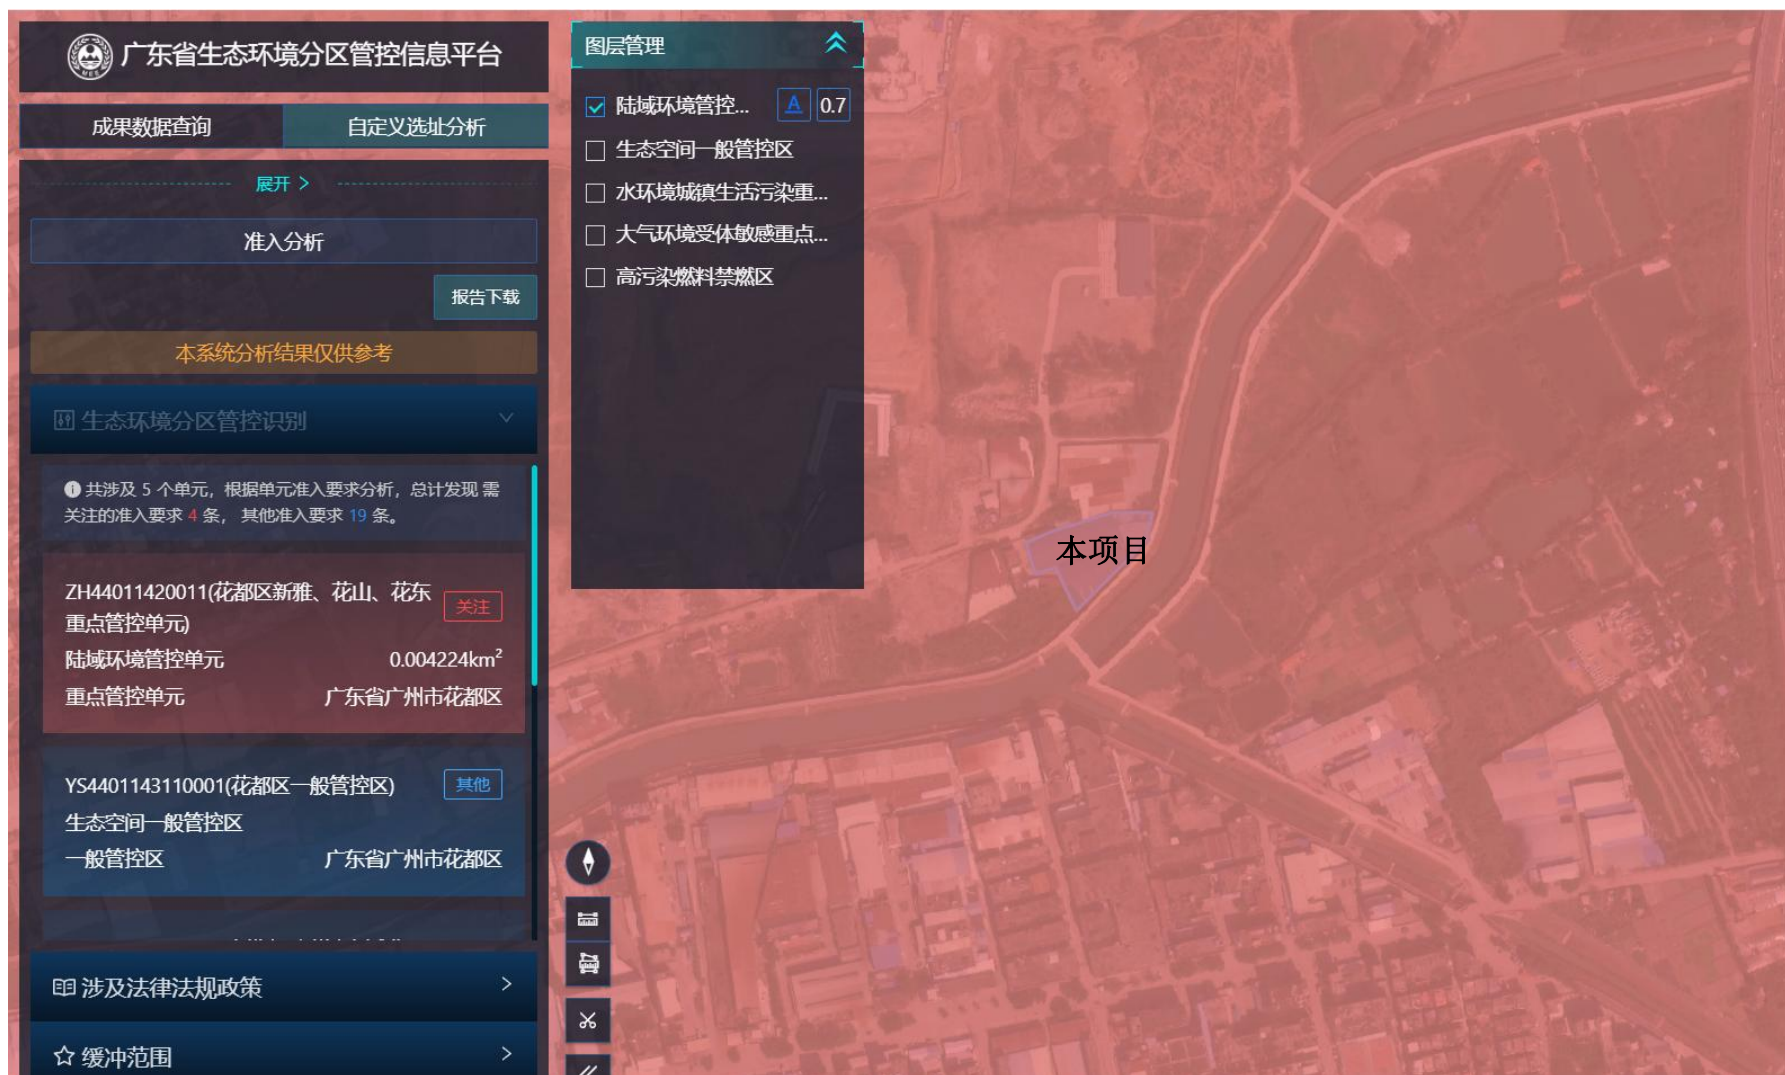 广东省生态环境分区管控信息平台
成果数据查询
自定义选址分析
展开 >
准入分析
报告下载
本系统分析结果仅供参考
生态环境分区管控识别
共涉及 5 个单元，根据单元准入要求分析，总计发现 需
关注的准入要求 4 条， 其他准入要求 19 条。
ZH44011420011(花都区新雅、花山、花东
重点管控单元)
关注
陆域环境管控单元
0.004224km²
重点管控单元
广东省广州市花都区
YS4401143110001(花都区一般管控区)
其他
生态空间一般管控区
一般管控区
广东省广州市花都区
涉及法律法规政策
缓冲范围
图层管理
陆域环境管控...
A
0.7
生态空间一般管控区
水环境城镇生活污染重...
大气环境受体敏感重点...
高污染燃料禁燃区
本项目